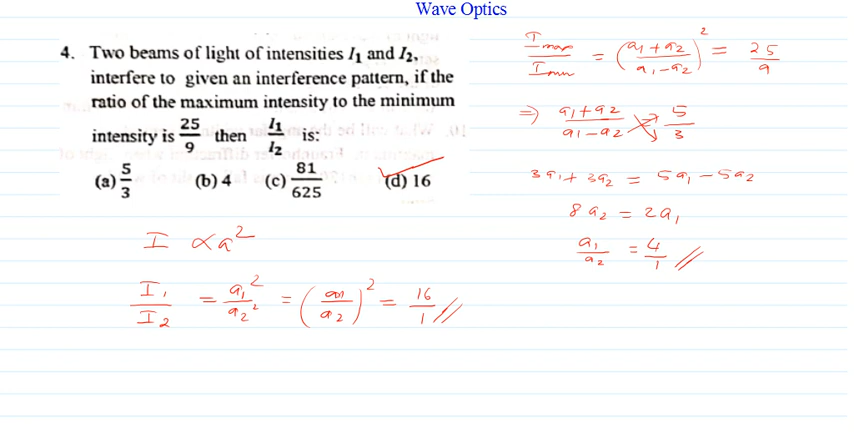 Wave Optics
4. Two beams of light of intensities I₁ and I₂,
interfere to given an interference pattern, if the
ratio of the maximum intensity to the minimum
intensity is 25/9 then I₁/I₂ is:
(a) 5/3 (b) 4 (c) 81/625 (d) 16
I ∝ a²
I₁/I₂ = a₁²/a₂² = (a₁/a₂)² = 16/1 //
Imax/Imin = (a₁+a₂/a₁-a₂)² = 25/9
⇒ a₁+a₂/a₁-a₂ 5/3
3a₁+3a₂ = 5a₁-5a₂
8a₂ = 2a₁
a₁/a₂ = 4/1 //